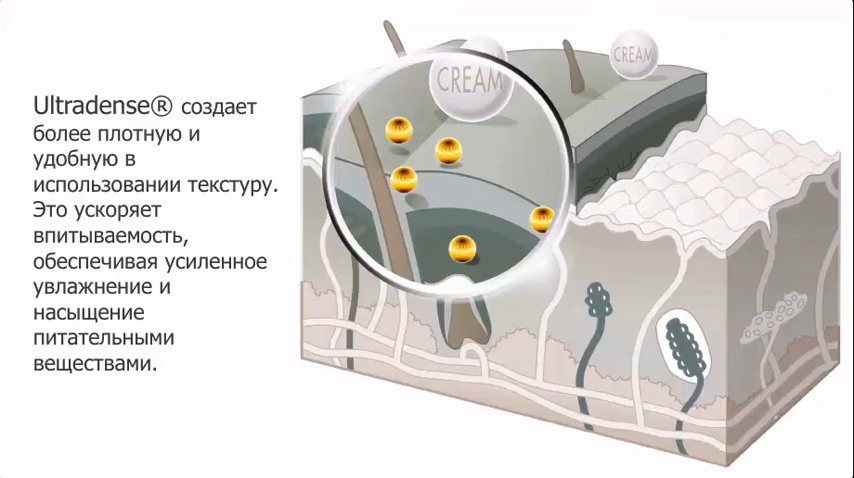 Ultradense® создает
более плотную и
удобную в
использовании текстуру.
Это ускоряет
впитываемость,
обеспечивая усиленное
увлажнение и
насыщение
питательными
веществами.
CREAM
CREAM